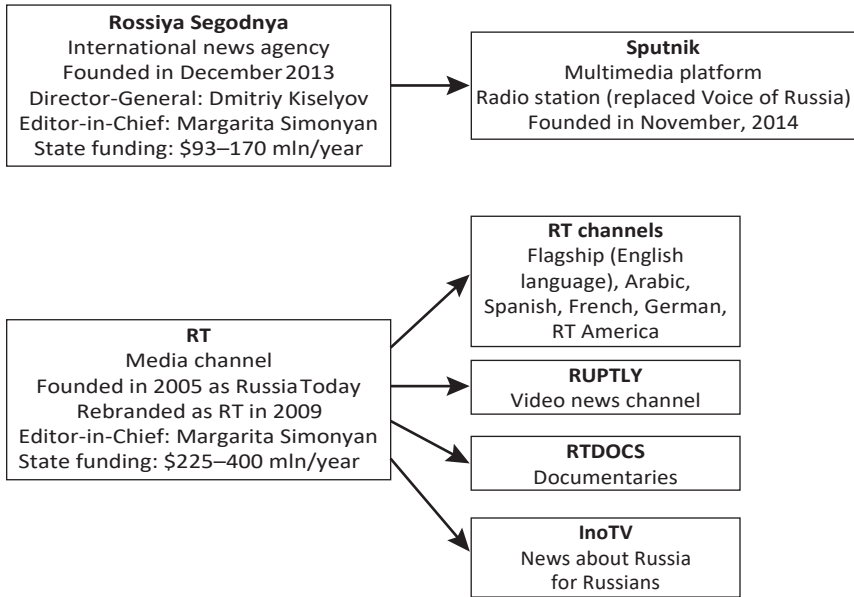 Rossiya Segodnya
International news agency
Founded in December 2013
Director-General: Dmitriy Kiselyov
Editor-in-Chief: Margarita Simonyan
State funding: $93–170 mln/year
Sputnik
Multimedia platform
Radio station (replaced Voice of Russia)
Founded in November, 2014
RT
Media channel
Founded in 2005 as Russia Today
Rebranded as RT in 2009
Editor-in-Chief: Margarita Simonyan
State funding: $225–400 mln/year
RT channels
Flagship (English
language), Arabic,
Spanish, French, German,
RT America
RUPTLY
Video news channel
RTDOCS
Documentaries
InoTV
News about Russia
for Russians